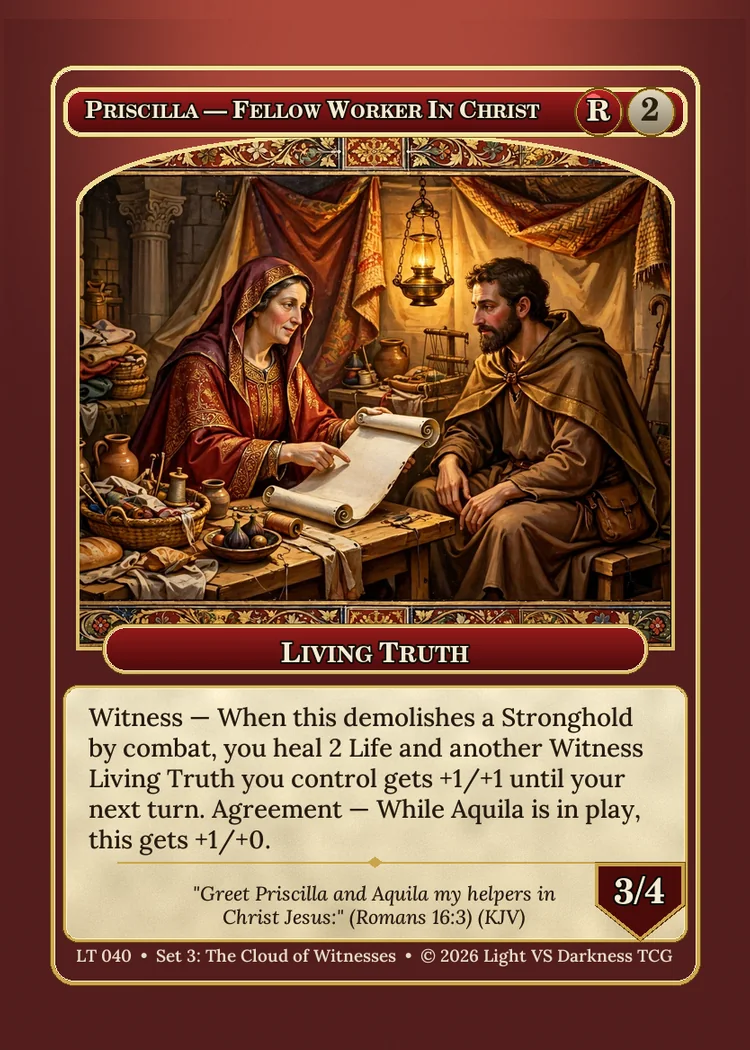 Priscilla — Fellow Worker In Christ R 2
Living Truth
Witness — When this demolishes a Stronghold
by combat, you heal 2 Life and another Witness
Living Truth you control gets +1/+1 until your
next turn. Agreement — While Aquila is in play,
this gets +1/+0.
"Greet Priscilla and Aquila my helpers in
Christ Jesus:" (Romans 16:3) (KJV)
3/4
LT 040 • Set 3: The Cloud of Witnesses • © 2026 Light VS Darkness TCG